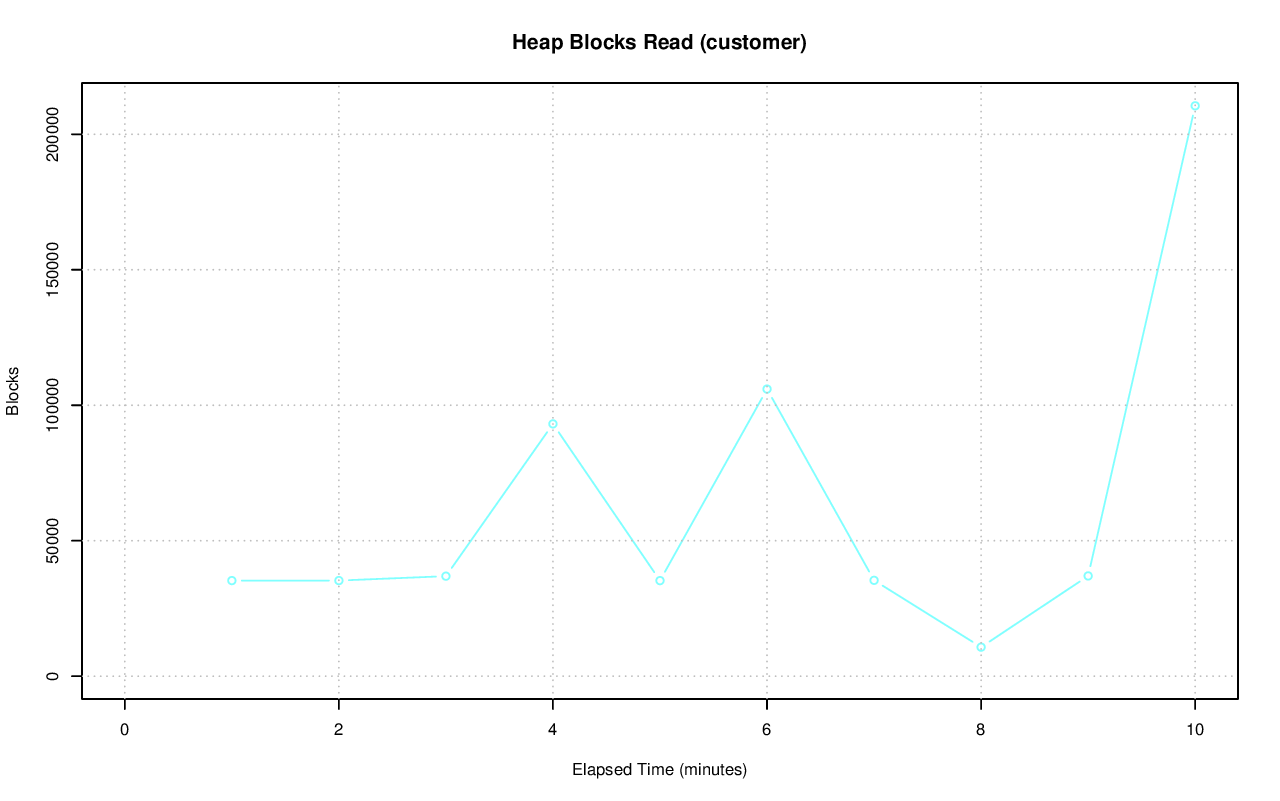 Heap Blocks Read (customer)
200000
150000
100000
50000
0
Blocks
0 2 4 6 8 10
Elapsed Time (minutes)